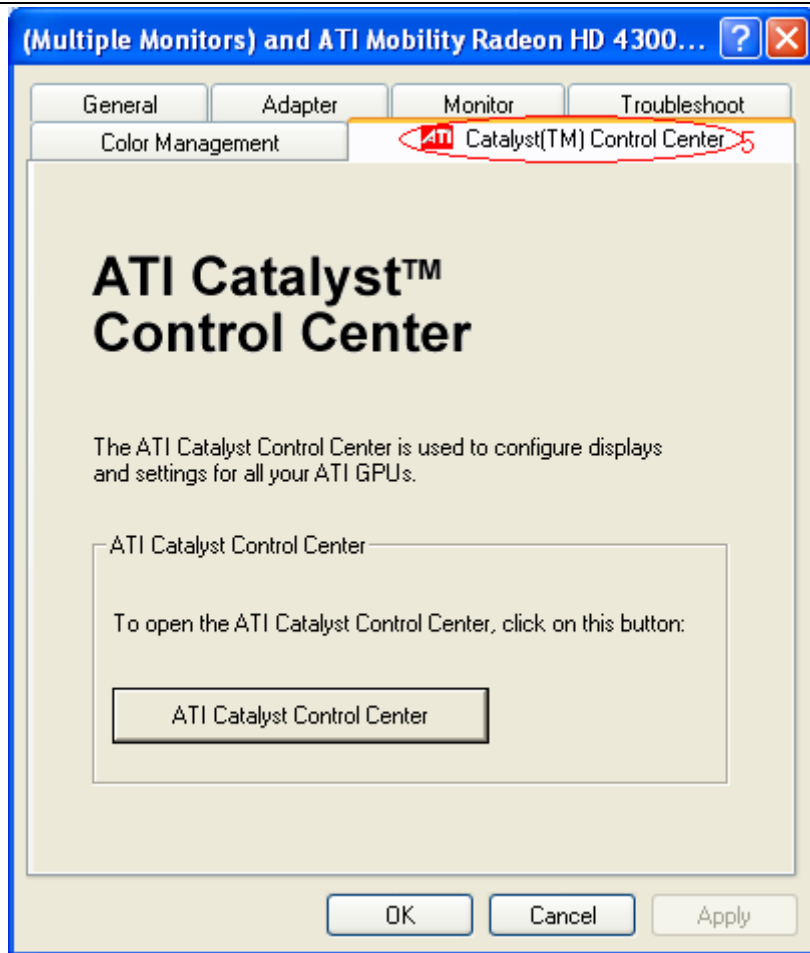 (Multiple Monitors) and ATI Mobility Radeon HD 4300... ?
General Adapter Monitor Troubleshoot
Color Management ATI Catalyst(TM) Control Center 5
ATI Catalyst™
Control Center
The ATI Catalyst Control Center is used to configure displays
and settings for all your ATI GPUs.
ATI Catalyst Control Center
To open the ATI Catalyst Control Center, click on this button:
ATI Catalyst Control Center
OK Cancel Apply